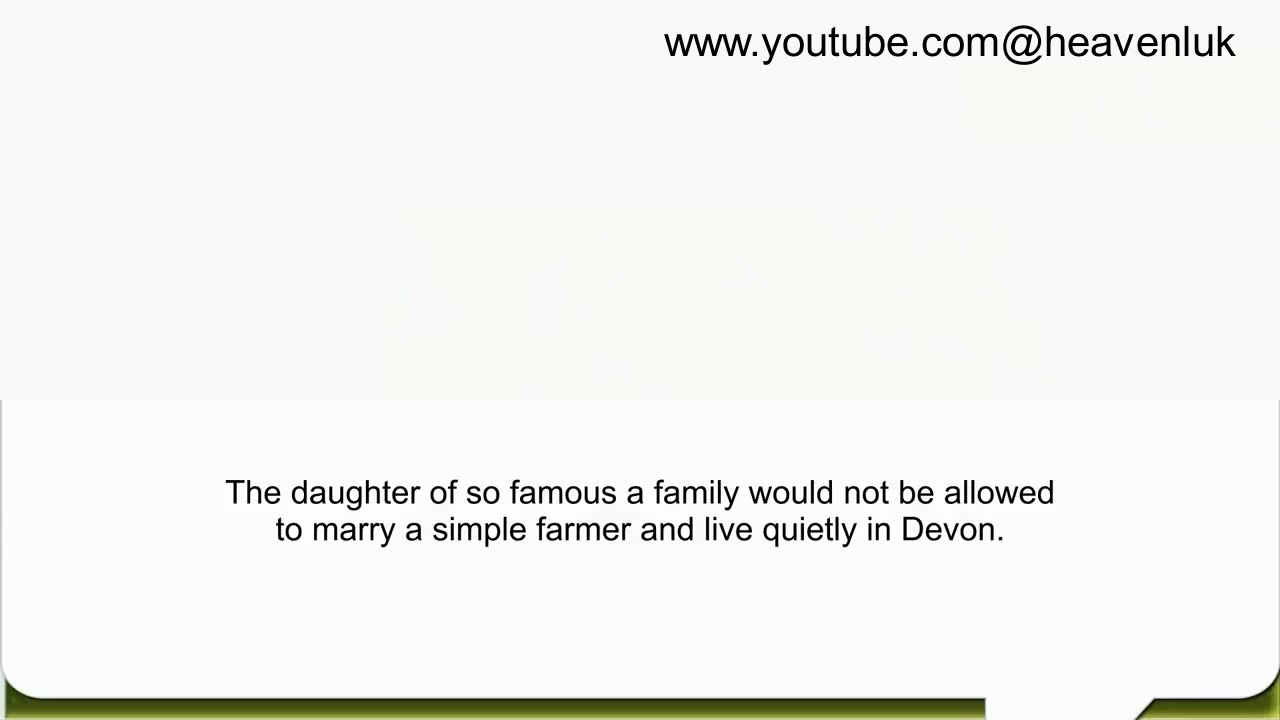 www.youtube.com@heavenluk
The daughter of so famous a family would not be allowed
to marry a simple farmer and live quietly in Devon.